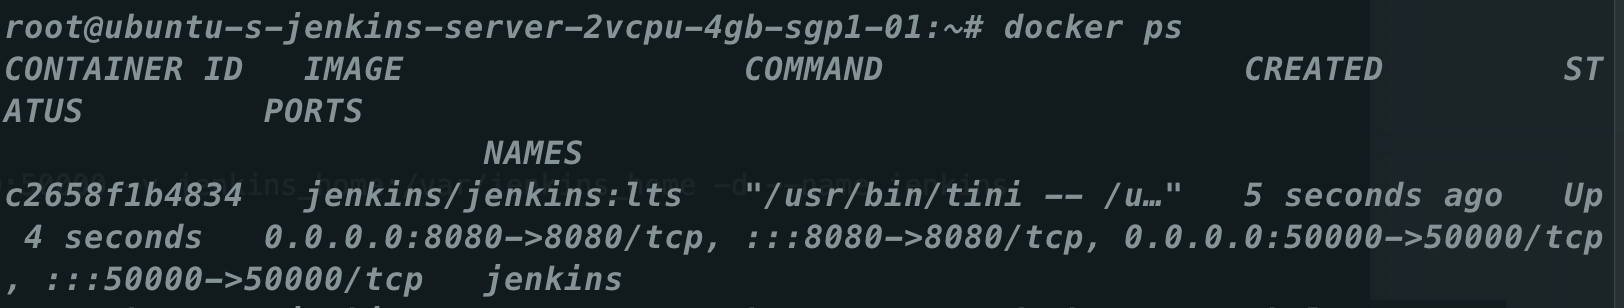 root@ubuntu-s-jenkins-server-2vcpu-4gb-sgp1-01:~# docker ps
CONTAINER ID   IMAGE                 COMMAND                  CREATED         ST
ATUS         PORTS
                        NAMES
c2658f1b4834   jenkins/jenkins:lts   "/usr/bin/tini -- /u…"   5 seconds ago   Up
 4 seconds   0.0.0.0:8080->8080/tcp, :::8080->8080/tcp, 0.0.0.0:50000->50000/tcp
, :::50000->50000/tcp   jenkins